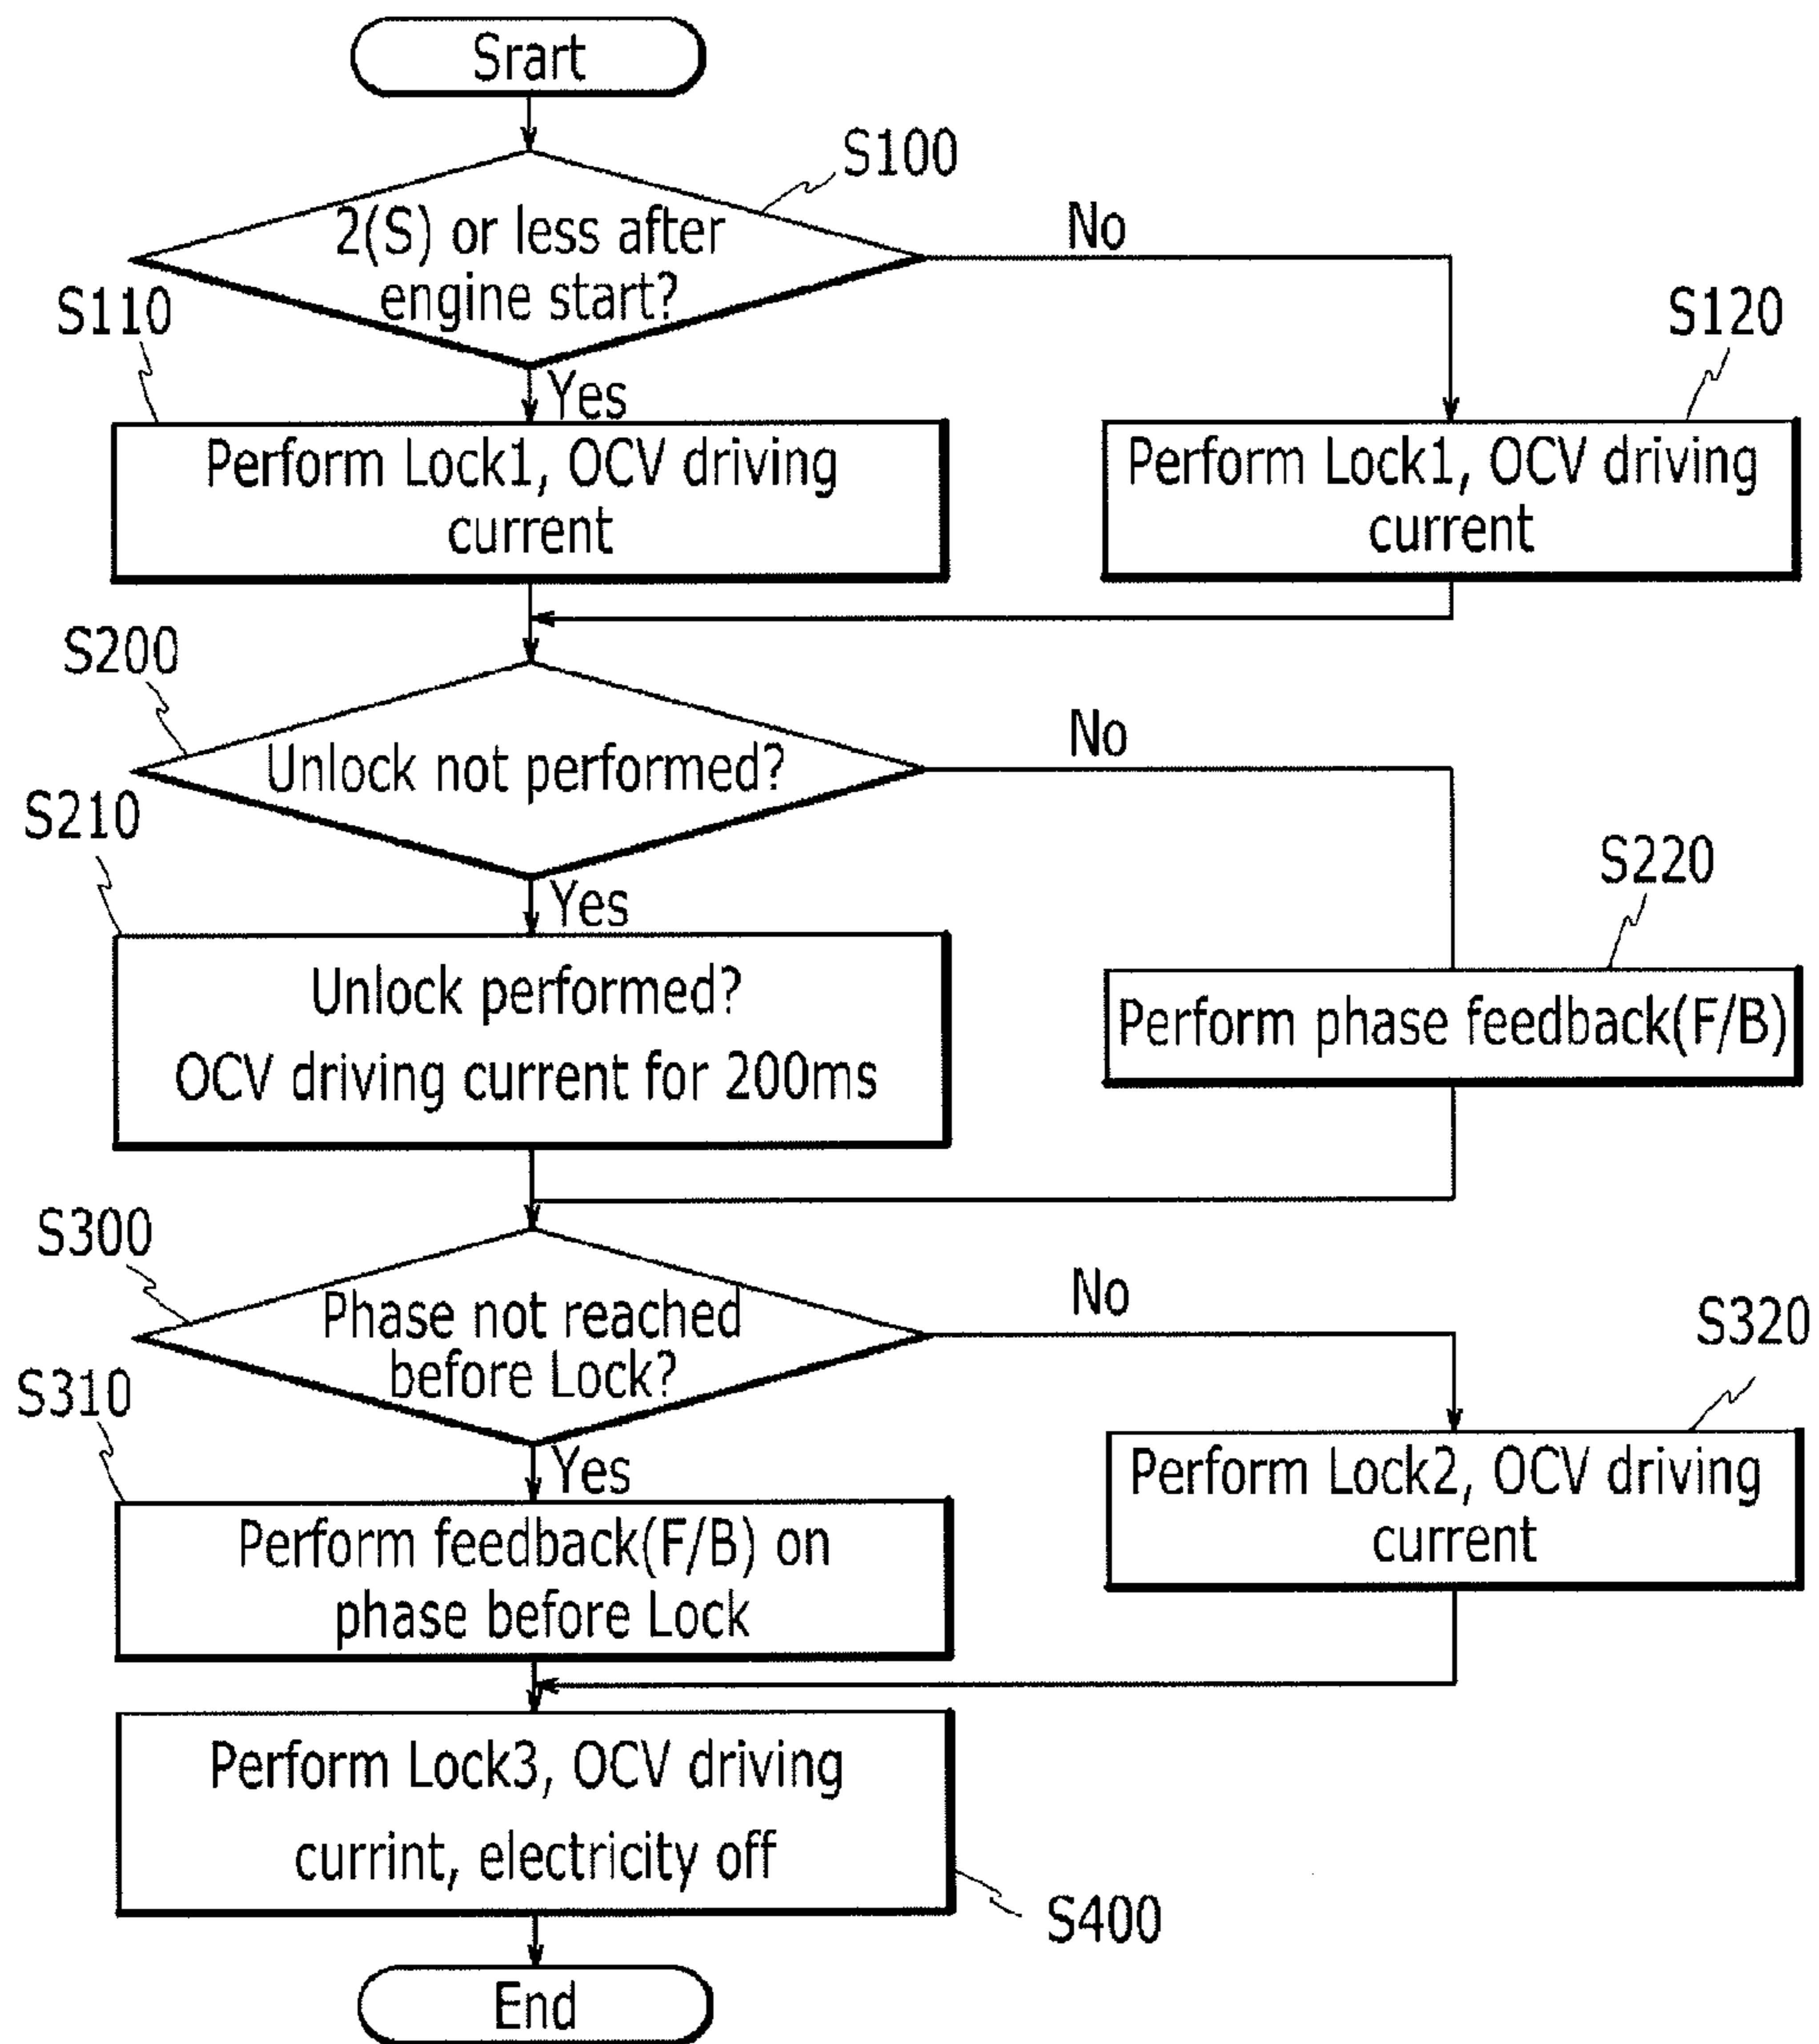 Srart
S100
2(S) or less after
engine start?
No
S110
S120
Yes
Perform Lock1, OCV driving
current
Perform Lock1, OCV driving
current
S200
Unlock not performed?
No
S210
S220
Yes
Unlock performed?
OCV driving current for 200ms
Perform phase feedback(F/B)
S300
Phase not reached
before Lock?
No
S310
S320
Yes
Perform feedback(F/B) on
phase before Lock
Perform Lock2, OCV driving
current
Perform Lock3, OCV driving
currint, electricity off
S400
End